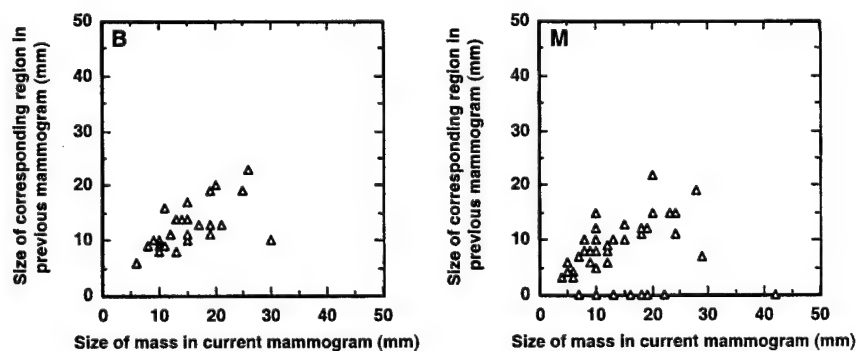 B
50
40
30
20
10
0
0 10 20 30 40 50
Size of corresponding region in
previous mammogram (mm)
Size of mass in current mammogram (mm)
M
50
40
30
20
10
0
0 10 20 30 40 50
Size of corresponding region in
previous mammogram (mm)
Size of mass in current mammogram (mm)